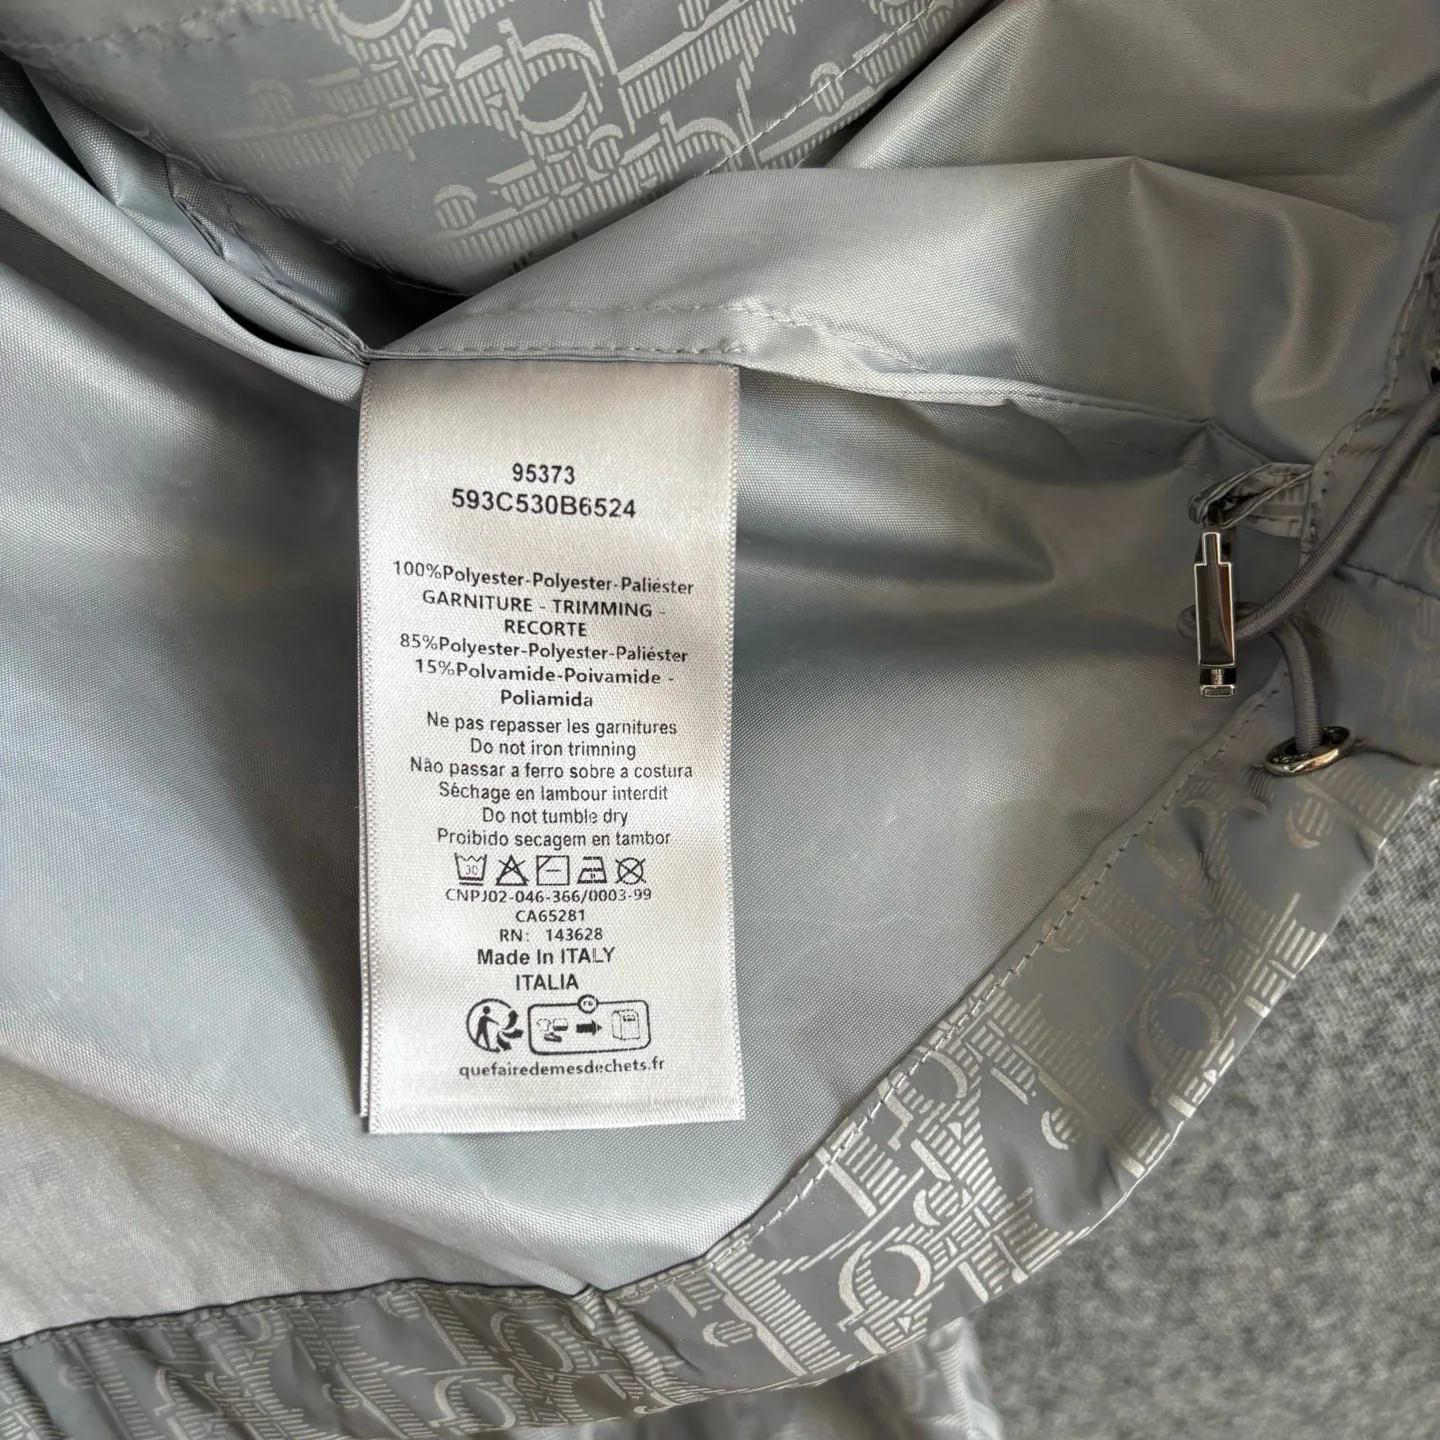 95373
593C530B6524
100%Polyester-Polyester-Paliéster
GARNITURE - TRIMMING -
RECORTE
85%Polyester-Polyester-Paliéster
15%Polvamide-Poivamide -
Poliamida
Ne pas repasser les garnitures
Do not iron trimming
Não passar a ferro sobre a costura
Séchage en lambour interdit
Do not tumble dry
Proibido secagem en tambor
30
CNPJ02-046-366/0003-99
CA65281
RN: 143628
Made In ITALY
ITALIA
FR
quefairedemesdechets.fr